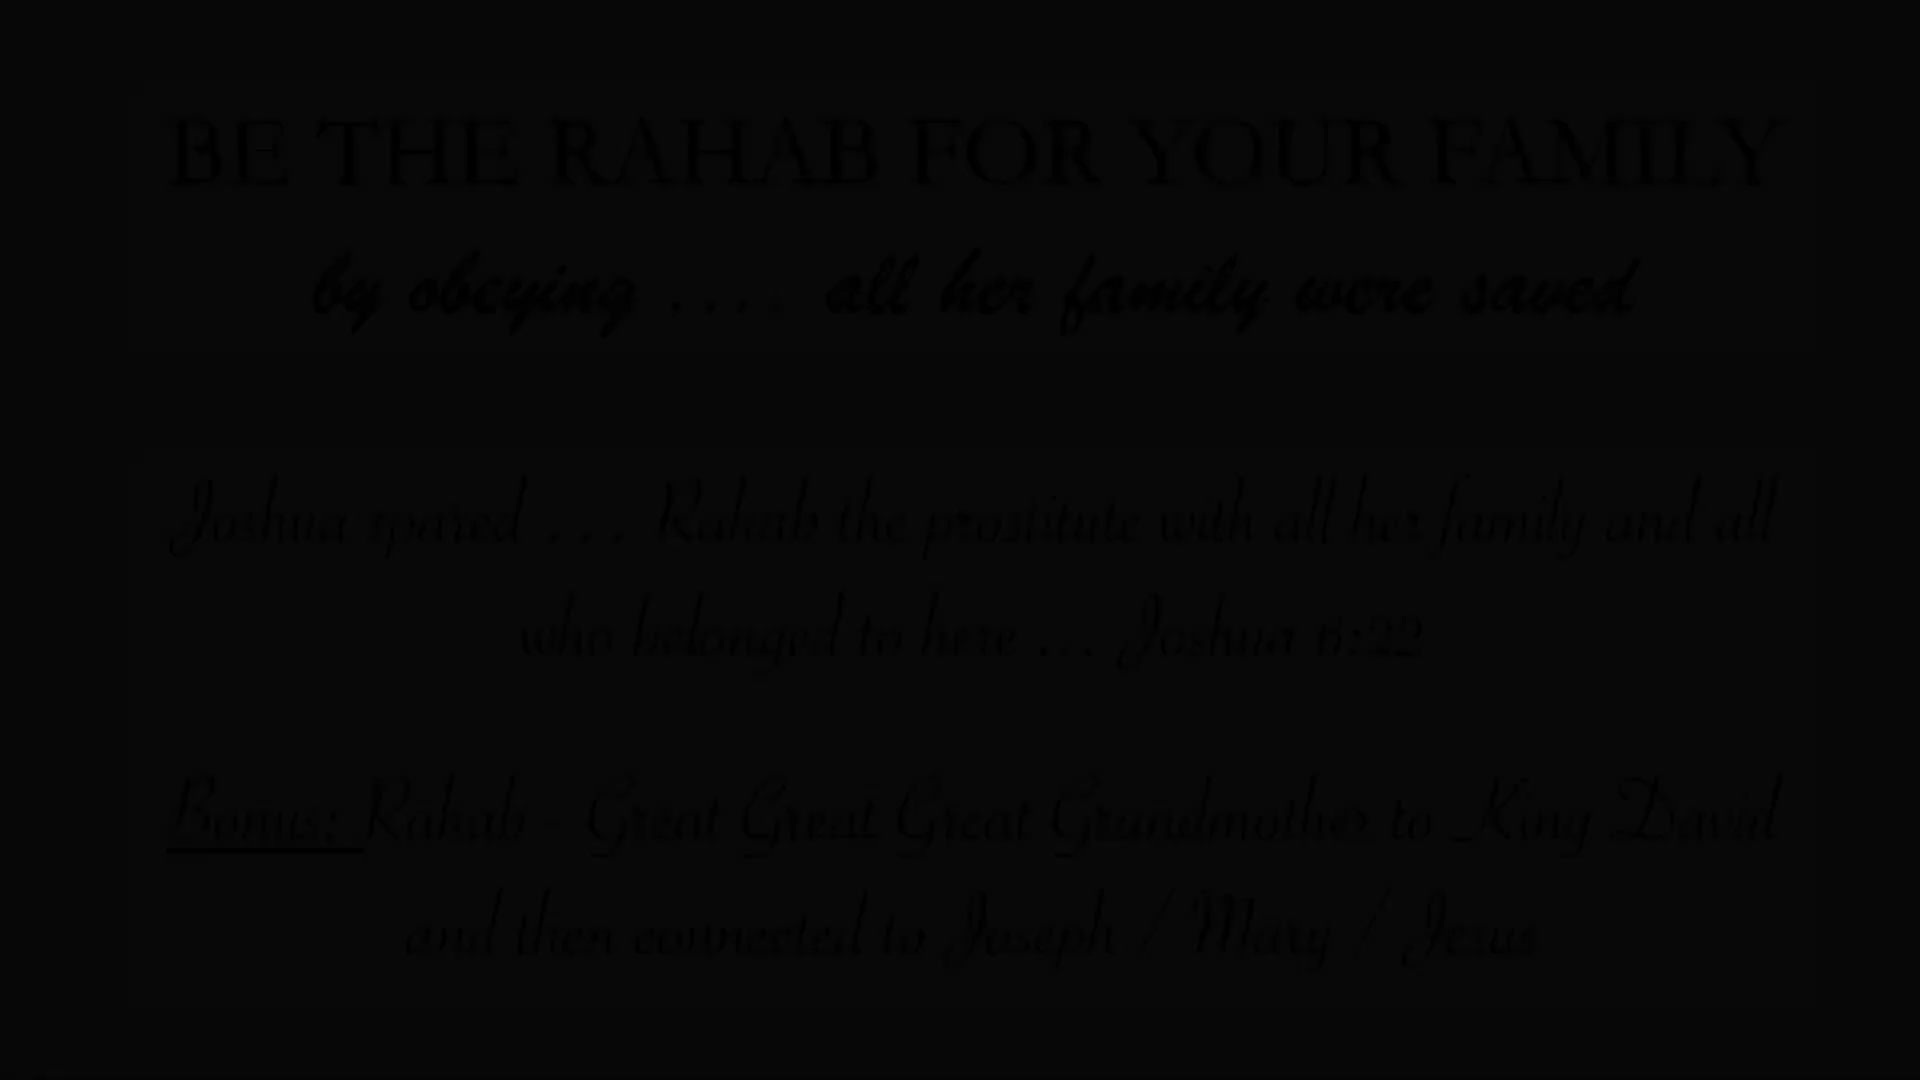 BE THE RAHAB FOR YOUR FAMILY
by obeying .... all her family were saved
Joshua spared ... Rahab the prostitute with all her family and all
who belonged to here ... Joshua 6:22
Bonus: Rahab - Great Great Great Grandmother to King David
and then connected to Joseph / Mary / Jesus